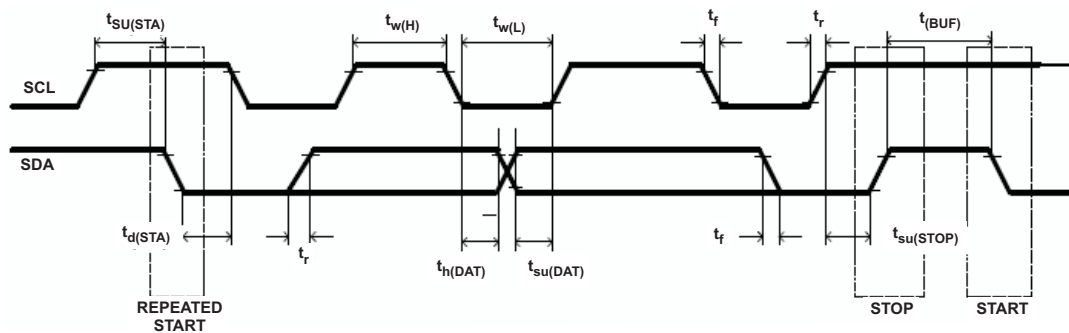 tSU(STA)
tw(H)
tw(L)
tf
tr
t(BUF)
SCL
SDA
td(STA)
tr
th(DAT)
tsu(DAT)
tf
tsu(STOP)
REPEATED
START
STOP
START